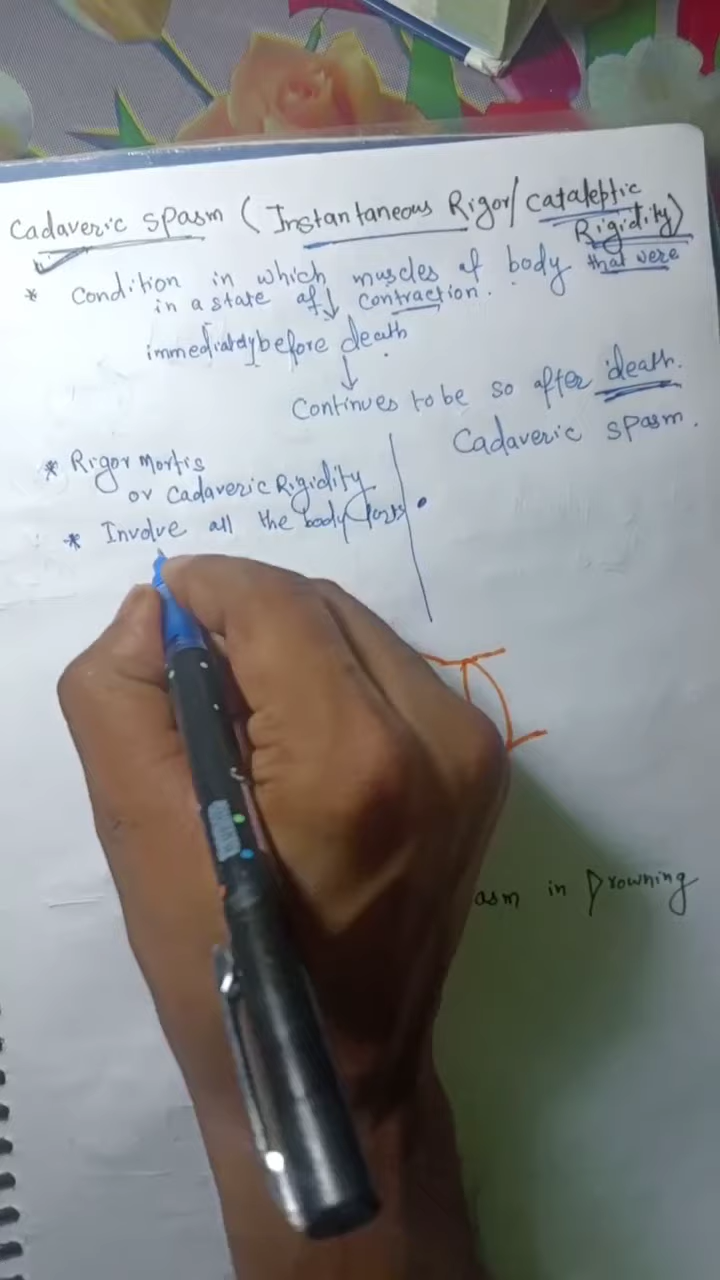 Cadaveric spasm ( Instantaneous Rigor/ Cataleptic
Rigidity)
* Condition in which muscles of body that were
in a state of contraction.
immediately before death
Continues to be so after death.
* Rigor Mortis
or Cadaveric Rigidity
Cadaveric spasm.
* Involve all the body parts
asm in Drowning